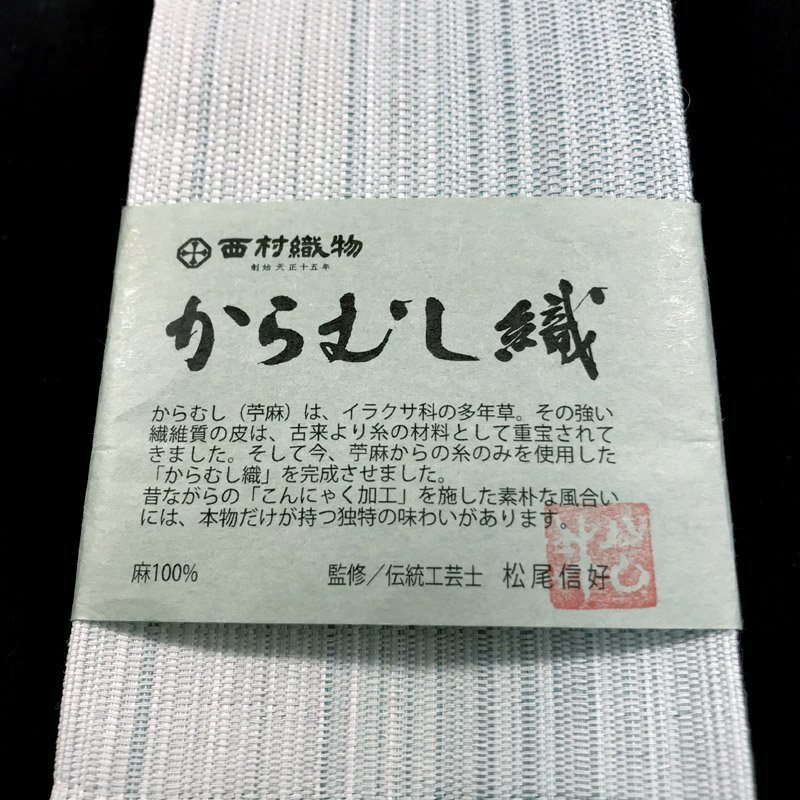 西村織物
創始天正十五年
からむし織
からむし（苧麻）は、イラクサ科の多年草。その強い
繊維質の皮は、古来より糸の材料として重宝されて
きました。そして今、苧麻からの糸のみを使用した
「からむし織」を完成させました。
昔ながらの「こんにゃく加工」を施した素朴な風合い
には、本物だけが持つ独特の味わいがあります。
麻100%
監修／伝統工芸士 松尾信好